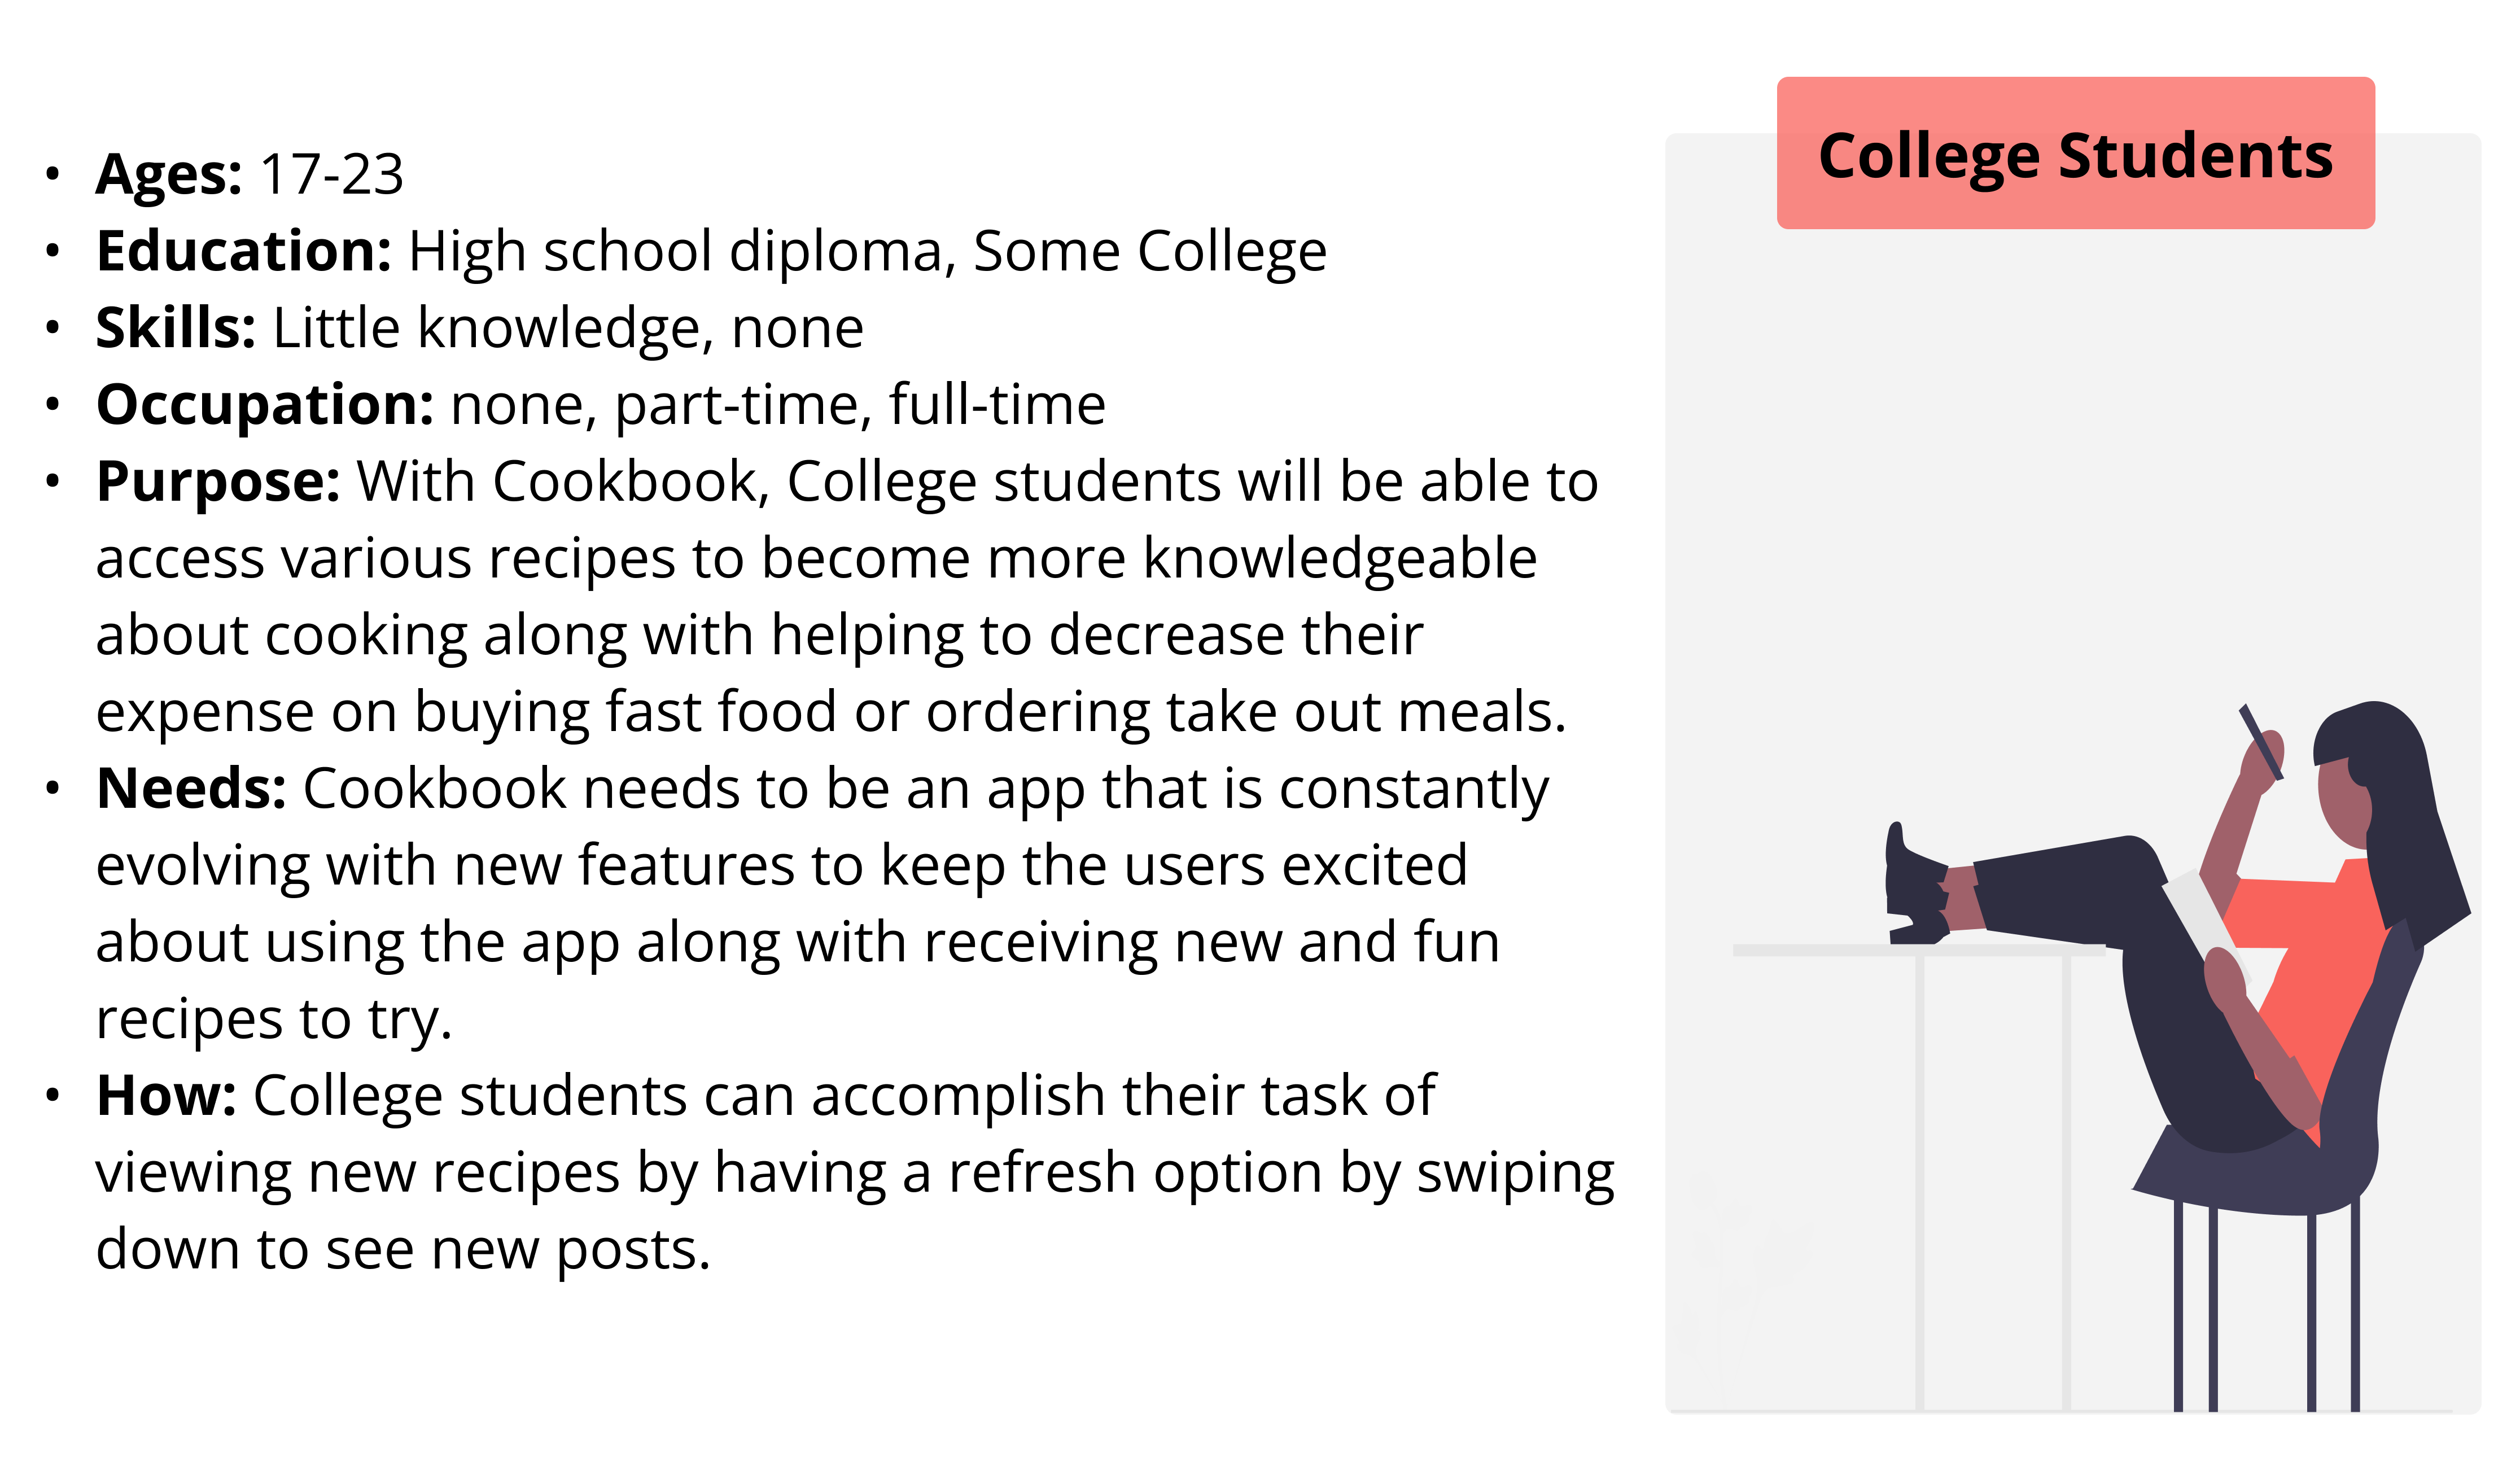 College Students
• Ages: 17-23
• Education: High school diploma, Some College
• Skills: Little knowledge, none
• Occupation: none, part-time, full-time
• Purpose: With Cookbook, College students will be able to
access various recipes to become more knowledgeable
about cooking along with helping to decrease their
expense on buying fast food or ordering take out meals.
• Needs: Cookbook needs to be an app that is constantly
evolving with new features to keep the users excited
about using the app along with receiving new and fun
recipes to try.
• How: College students can accomplish their task of
viewing new recipes by having a refresh option by swiping
down to see new posts.